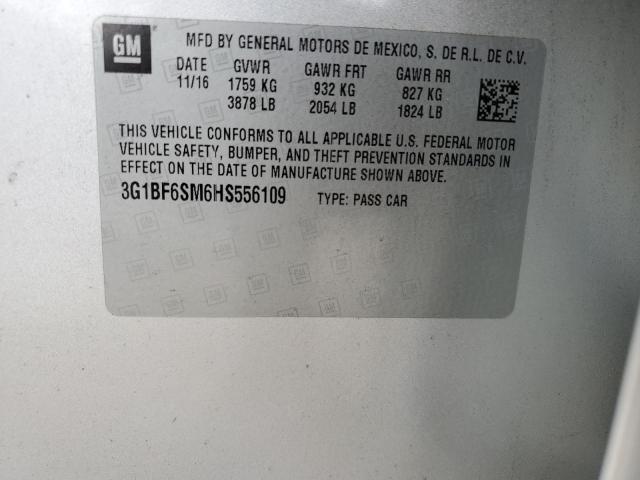 GM MFD BY GENERAL MOTORS DE MEXICO, S. DE R.L. DE C.V.
DATE GVWR GAWR FRT GAWR RR
11/16 1759 KG 932 KG 827 KG
3878 LB 2054 LB 1824 LB
THIS VEHICLE CONFORMS TO ALL APPLICABLE U.S. FEDERAL MOTOR
VEHICLE SAFETY, BUMPER, AND THEFT PREVENTION STANDARDS IN
EFFECT ON THE DATE OF MANUFACTURE SHOWN ABOVE.
3G1BF6SM6HS556109 TYPE: PASS CAR